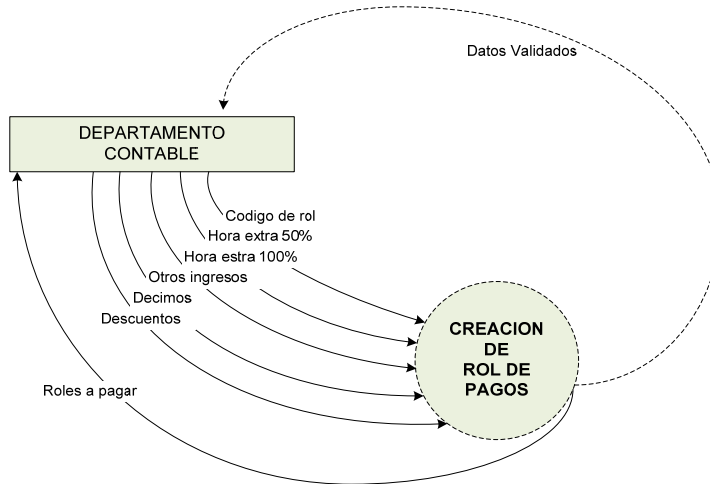 Datos Validados
DEPARTAMENTO
CONTABLE
Codigo de rol
Hora extra 50%
Hora estra 100%
Otros ingresos
Decimos
Descuentos
CREACION
DE
ROL DE
PAGOS
Roles a pagar